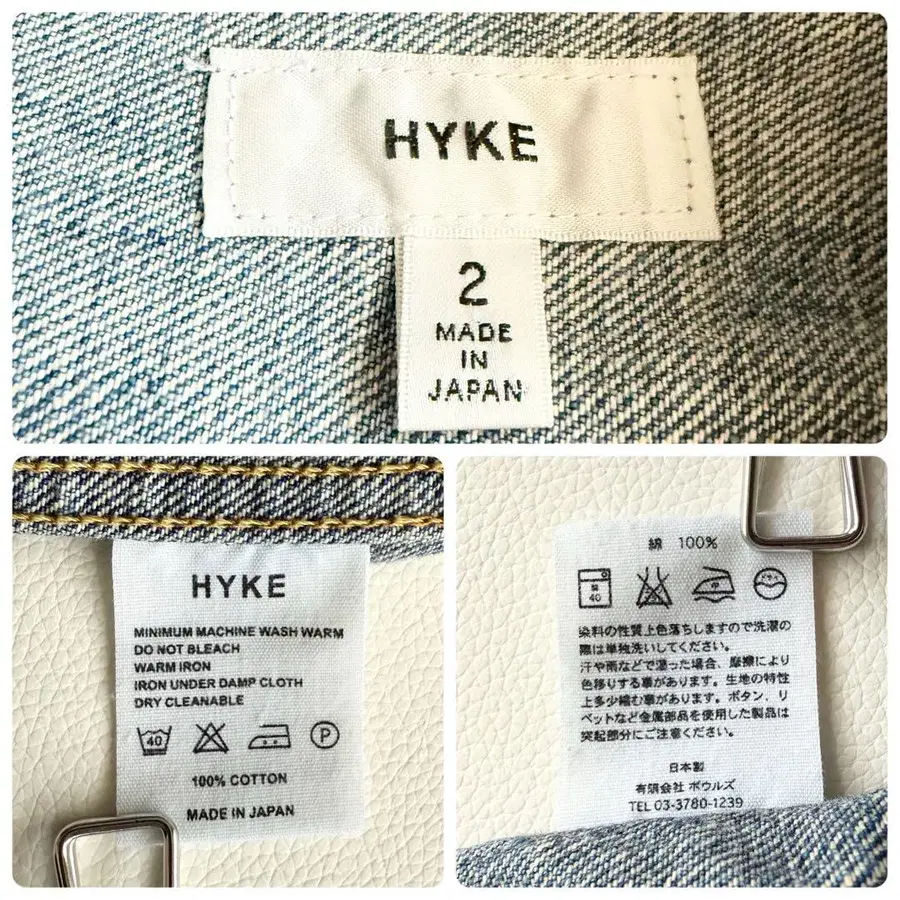 HYKE
2
MADE
IN
JAPAN
HYKE
MINIMUM MACHINE WASH WARM
DO NOT BLEACH
WARM IRON
IRON UNDER DAMP CLOTH
DRY CLEANABLE
40
P
100% COTTON
MADE IN JAPAN
綿 100%
弱
40
中
染料の性質上色落ちしますので洗濯の
際は単独洗いしてください。
汗や雨などで湿った場合、摩擦により
色移りする事があります。生地の特性
上多少縮む事があります。ボタン、リ
ベットなど金属部品を使用した製品は
突起部分にご注意ください。
日本製
有限会社 ボウルズ
TEL 03-3780-1239